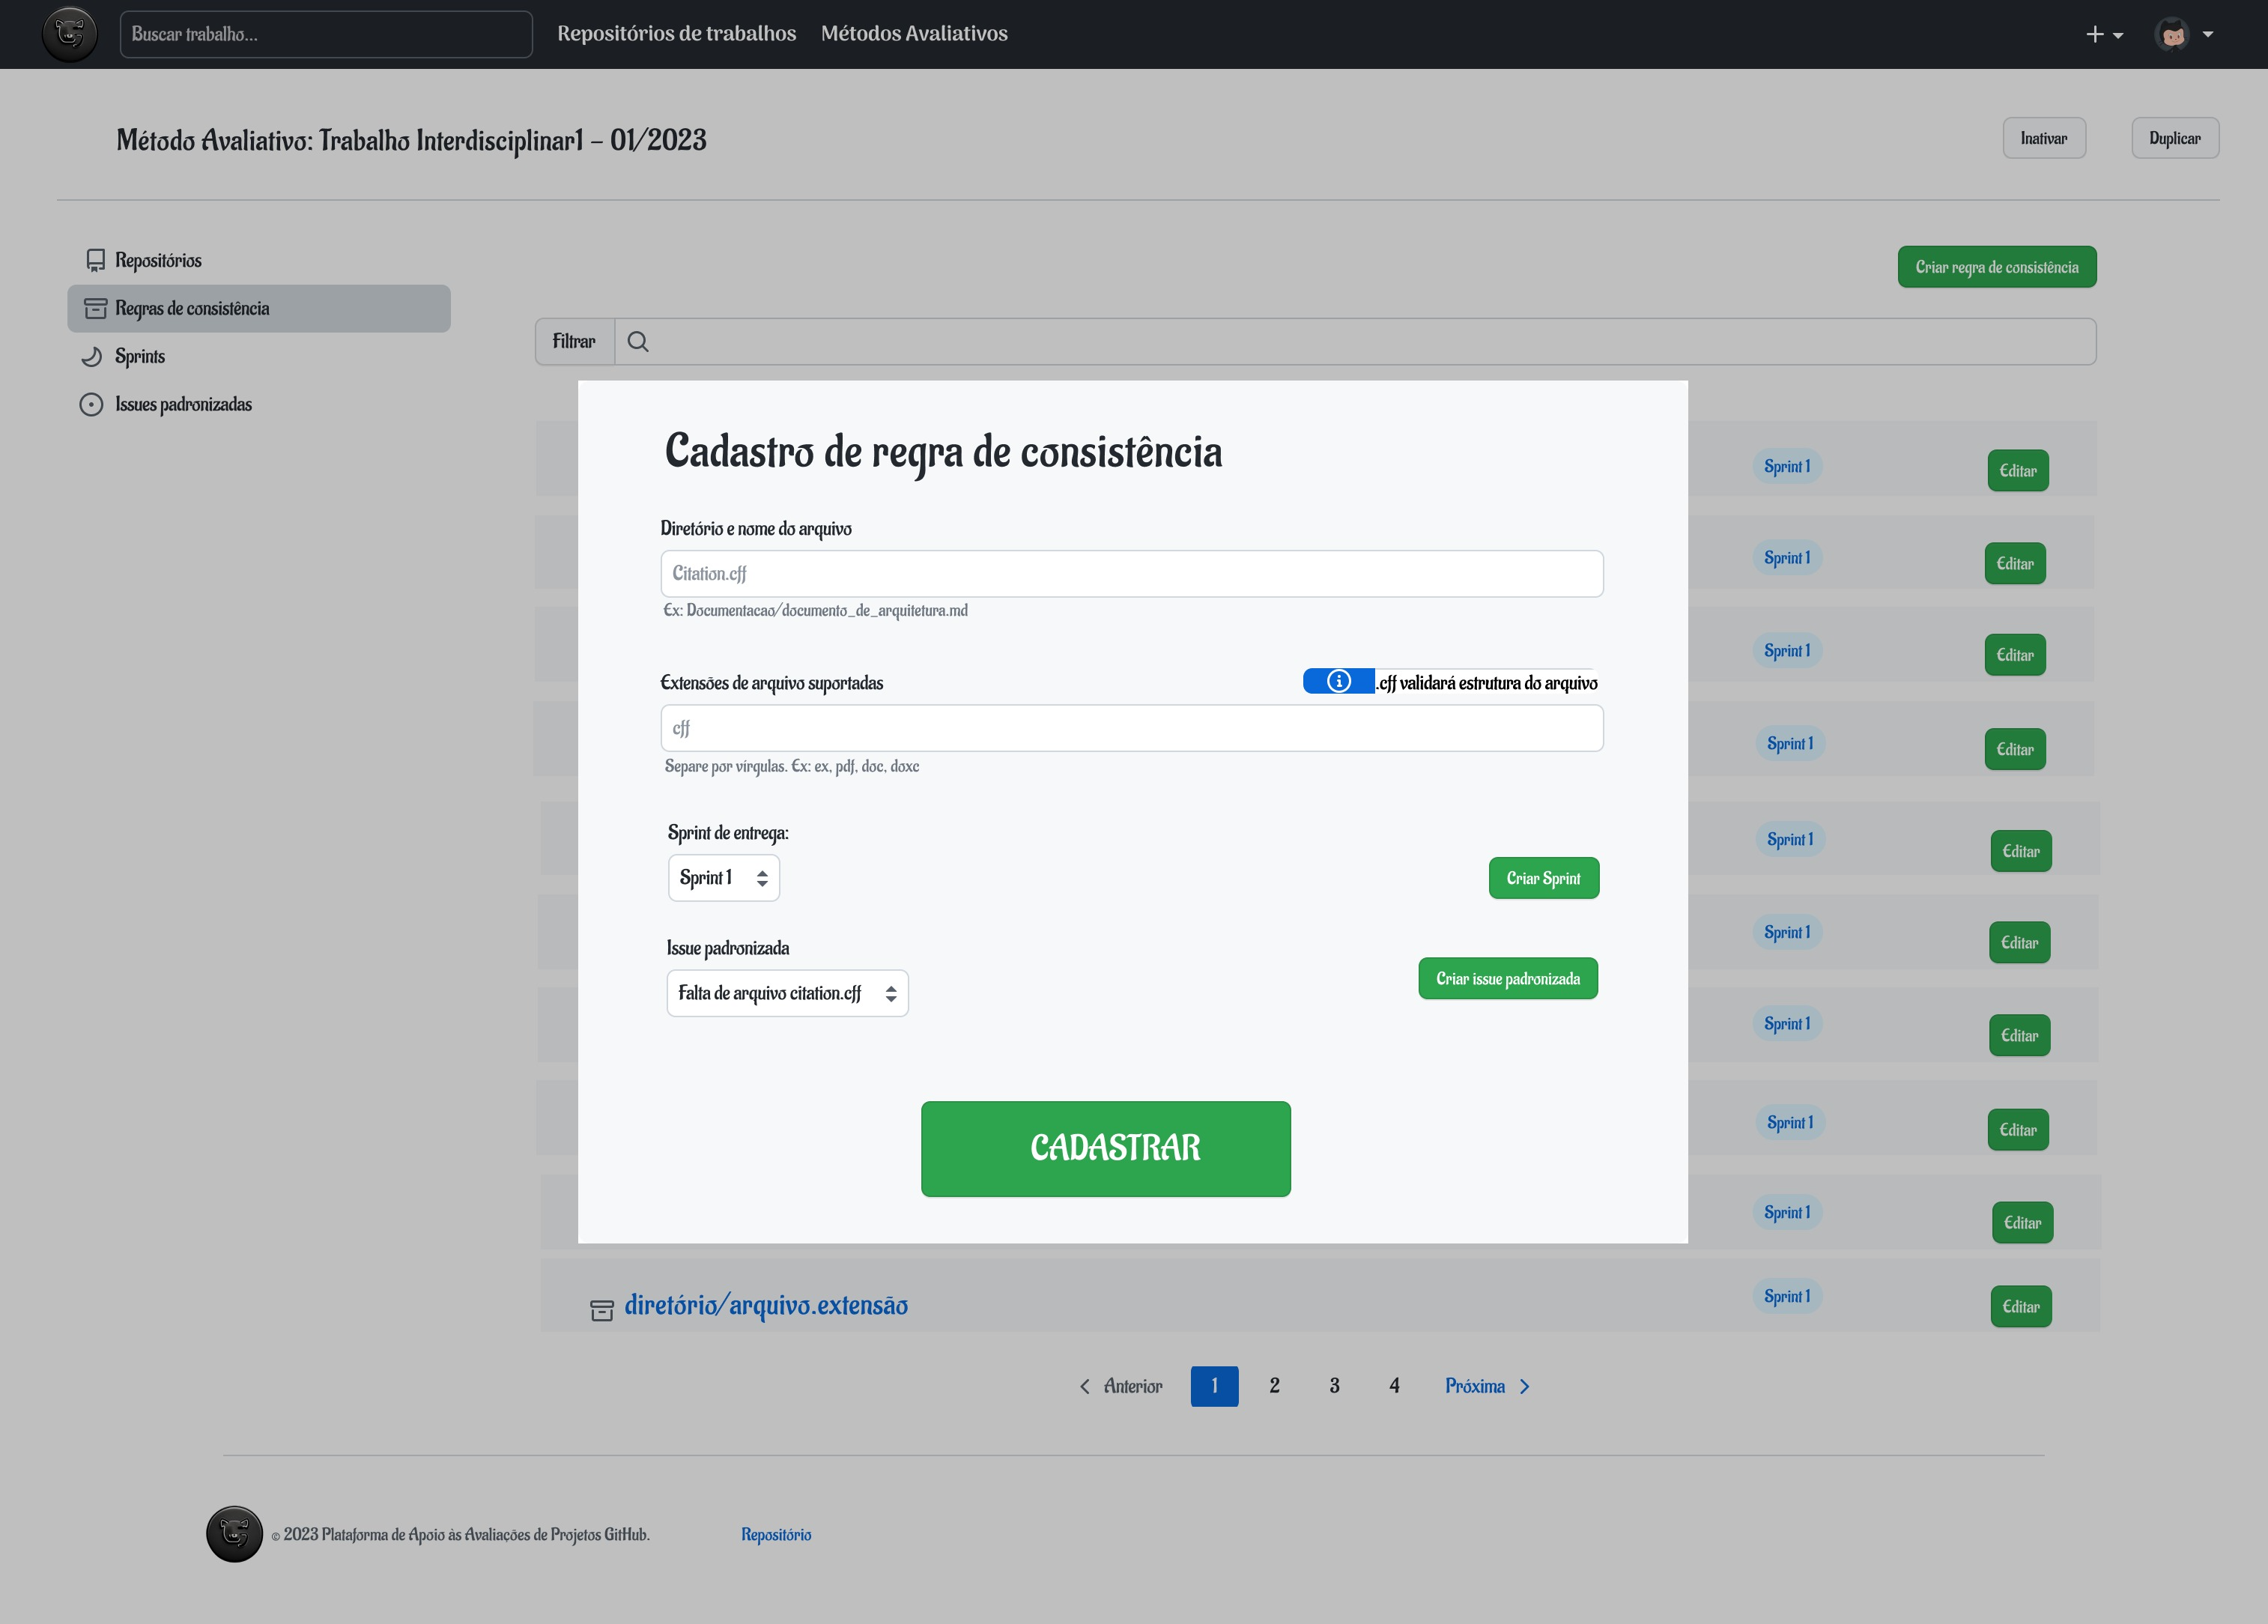 Buscar trabalho...
Repositórios de trabalhos
Métodos Avaliativos
Método Avaliativo: Trabalho Interdisciplinar1 – 01/2023
Inativar
Duplicar
Repositórios
Regras de consistência
Sprints
Issues padronizadas
Criar regra de consistência
Filtrar
Cadastro de regra de consistência
Diretório e nome do arquivo
Citation.cff
Ex: Documentacao/documento_de_arquitetura.md
Extensões de arquivo suportadas
.cff validará estrutura do arquivo
cff
Separe por vírgulas. Ex: ex, pdf, doc, doxc
Sprint de entrega:
Sprint 1
Criar Sprint
Issue padronizada
Falta de arquivo citation.cff
Criar issue padronizada
CADASTRAR
Sprint 1 Editar
Sprint 1 Editar
Sprint 1 Editar
Sprint 1 Editar
Sprint 1 Editar
Sprint 1 Editar
Sprint 1 Editar
Sprint 1 Editar
Sprint 1 Editar
diretório/arquivo.extensão Sprint 1 Editar
Anterior 1 2 3 4 Próxima
© 2023 Plataforma de Apoio às Avaliações de Projetos GitHub.
Repositório